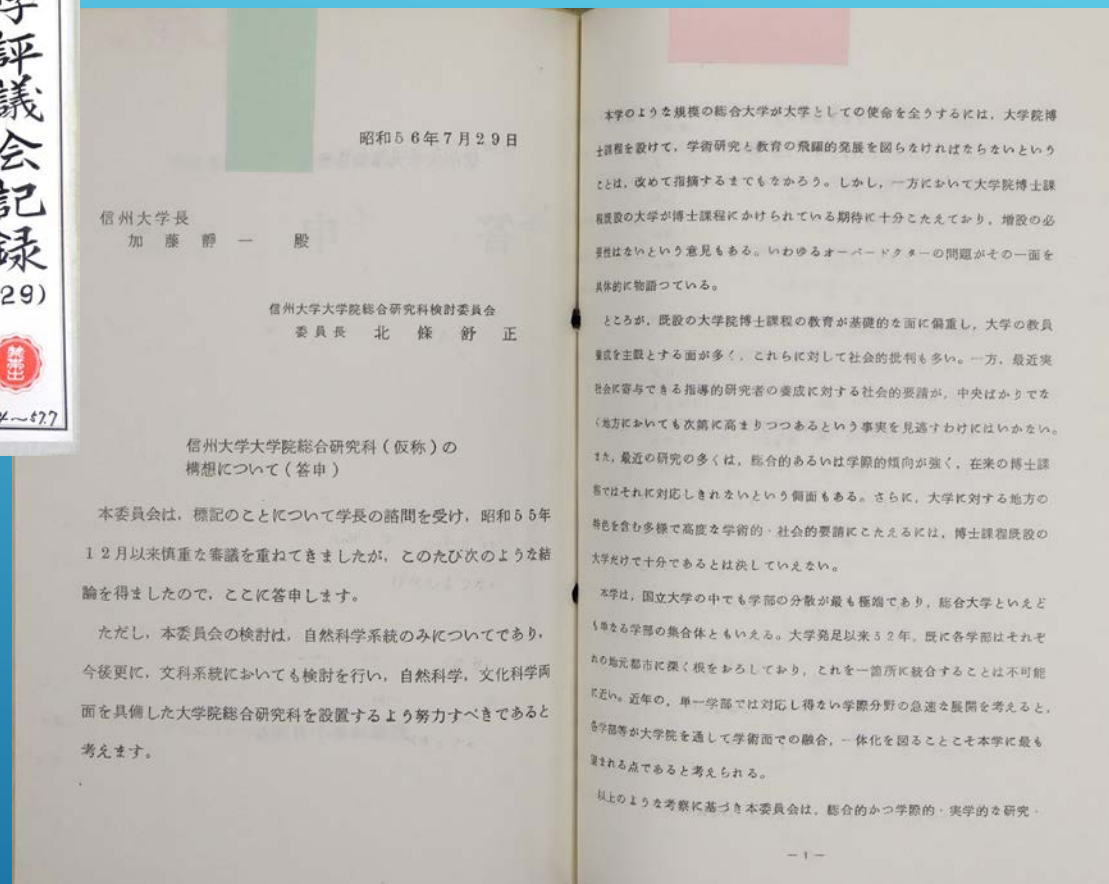 学評議会記録
29)
禁帯出
～57.7
昭和56年7月29日
信州大学長
加藤靜一 殿
信州大学大学院総合研究科検討委員会
委員長 北條舒正
信州大学大学院総合研究科(仮称)の
構想について(答申)
本委員会は，標記のことについて学長の諮問を受け，昭和55年
12月以来慎重な審議を重ねてきましたが，このたび次のような結
論を得ましたので，ここに答申します。
ただし，本委員会の検討は，自然科学系統のみについてであり，
今後更に，文科系統においても検討を行い，自然科学，文化科学両
面を具備した大学院総合研究科を設置するよう努力すべきであると
考えます。
本学のような規模の総合大学が大学としての使命を全うするには，大学院博
士課程を設けて，学術研究と教育の飛躍的発展を図らなければならないという
ことは，改めて指摘するまでもなかろう。しかし，一方において大学院博士課
程既設の大学が博士課程にかけられている期待に十分こたえており，増設の必
要性はないという意見もある。いわゆるオーバードクターの問題がその一面を
具体的に物語つている。
ところが，既設の大学院博士課程の教育が基礎的な面に偏重し，大学の教員
養成を主眼とする面が多く，これらに対して社会的批判も多い。一方，最近実
社会に寄与できる指導的研究者の養成に対する社会的要請が，中央ばかりでな
く地方においても次第に高まりつつあるという事実を見逃すわけにはいかない。
また，最近の研究の多くは，総合的あるいは学際的傾向が強く，在来の博士課
程ではそれに対応しきれないという側面もある。さらに，大学に対する地方の
特色を含む多様で高度な学術的・社会的要請にこたえるには，博士課程既設の
大学だけで十分であるとは決していえない。
本学は，国立大学の中でも学部の分散が最も極端であり，総合大学といえど
も単なる学部の集合体ともいえる。大学発足以来32年，既に各学部はそれぞ
れの地元都市に深く根をおろしており，これを一箇所に統合することは不可能
に近い。近年の，単一学部では対応し得ない学際分野の急速な展開を考えると，
各学部等が大学院を通して学術面での融合，一体化を図ることこそ本学に最も
望まれる点であると考えられる。
以上のような考察に基づき本委員会は，総合的かつ学際的・実学的な研究・
－1－